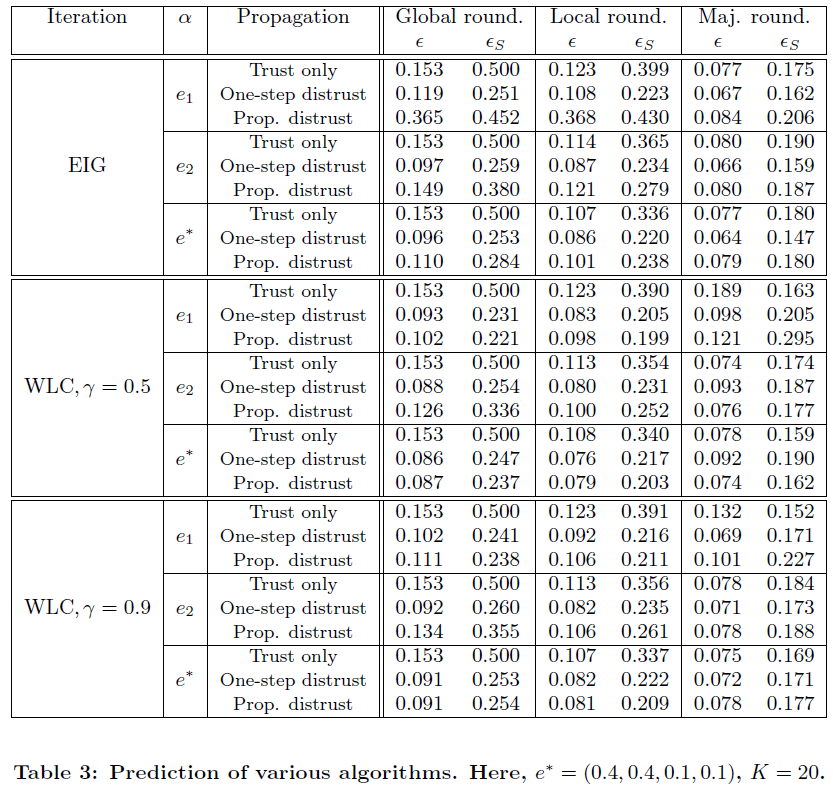 Iteration α Propagation Global round. Local round. Maj. round.
ϵ ϵS ϵ ϵS ϵ ϵS
Trust only 0.153 0.500 0.123 0.399 0.077 0.175
e1 One-step distrust 0.119 0.251 0.108 0.223 0.067 0.162
Prop. distrust 0.365 0.452 0.368 0.430 0.084 0.206
Trust only 0.153 0.500 0.114 0.365 0.080 0.190
EIG e2 One-step distrust 0.097 0.259 0.087 0.234 0.066 0.159
Prop. distrust 0.149 0.380 0.121 0.279 0.080 0.187
Trust only 0.153 0.500 0.107 0.336 0.077 0.180
e* One-step distrust 0.096 0.253 0.086 0.220 0.064 0.147
Prop. distrust 0.110 0.284 0.101 0.238 0.079 0.180
Trust only 0.153 0.500 0.123 0.390 0.189 0.163
e1 One-step distrust 0.093 0.231 0.083 0.205 0.098 0.205
Prop. distrust 0.102 0.221 0.098 0.199 0.121 0.295
Trust only 0.153 0.500 0.113 0.354 0.074 0.174
WLC, γ = 0.5 e2 One-step distrust 0.088 0.254 0.080 0.231 0.093 0.187
Prop. distrust 0.126 0.336 0.100 0.252 0.076 0.177
Trust only 0.153 0.500 0.108 0.340 0.078 0.159
e* One-step distrust 0.086 0.247 0.076 0.217 0.092 0.190
Prop. distrust 0.087 0.237 0.079 0.203 0.074 0.162
Trust only 0.153 0.500 0.123 0.391 0.132 0.152
e1 One-step distrust 0.102 0.241 0.092 0.216 0.069 0.171
Prop. distrust 0.111 0.238 0.106 0.211 0.101 0.227
Trust only 0.153 0.500 0.113 0.356 0.078 0.184
WLC, γ = 0.9 e2 One-step distrust 0.092 0.260 0.082 0.235 0.071 0.173
Prop. distrust 0.134 0.355 0.106 0.261 0.078 0.188
Trust only 0.153 0.500 0.107 0.337 0.075 0.169
e* One-step distrust 0.091 0.253 0.082 0.222 0.072 0.171
Prop. distrust 0.091 0.254 0.081 0.209 0.078 0.177
Table 3: Prediction of various algorithms. Here, e* = (0.4, 0.4, 0.1, 0.1), K = 20.